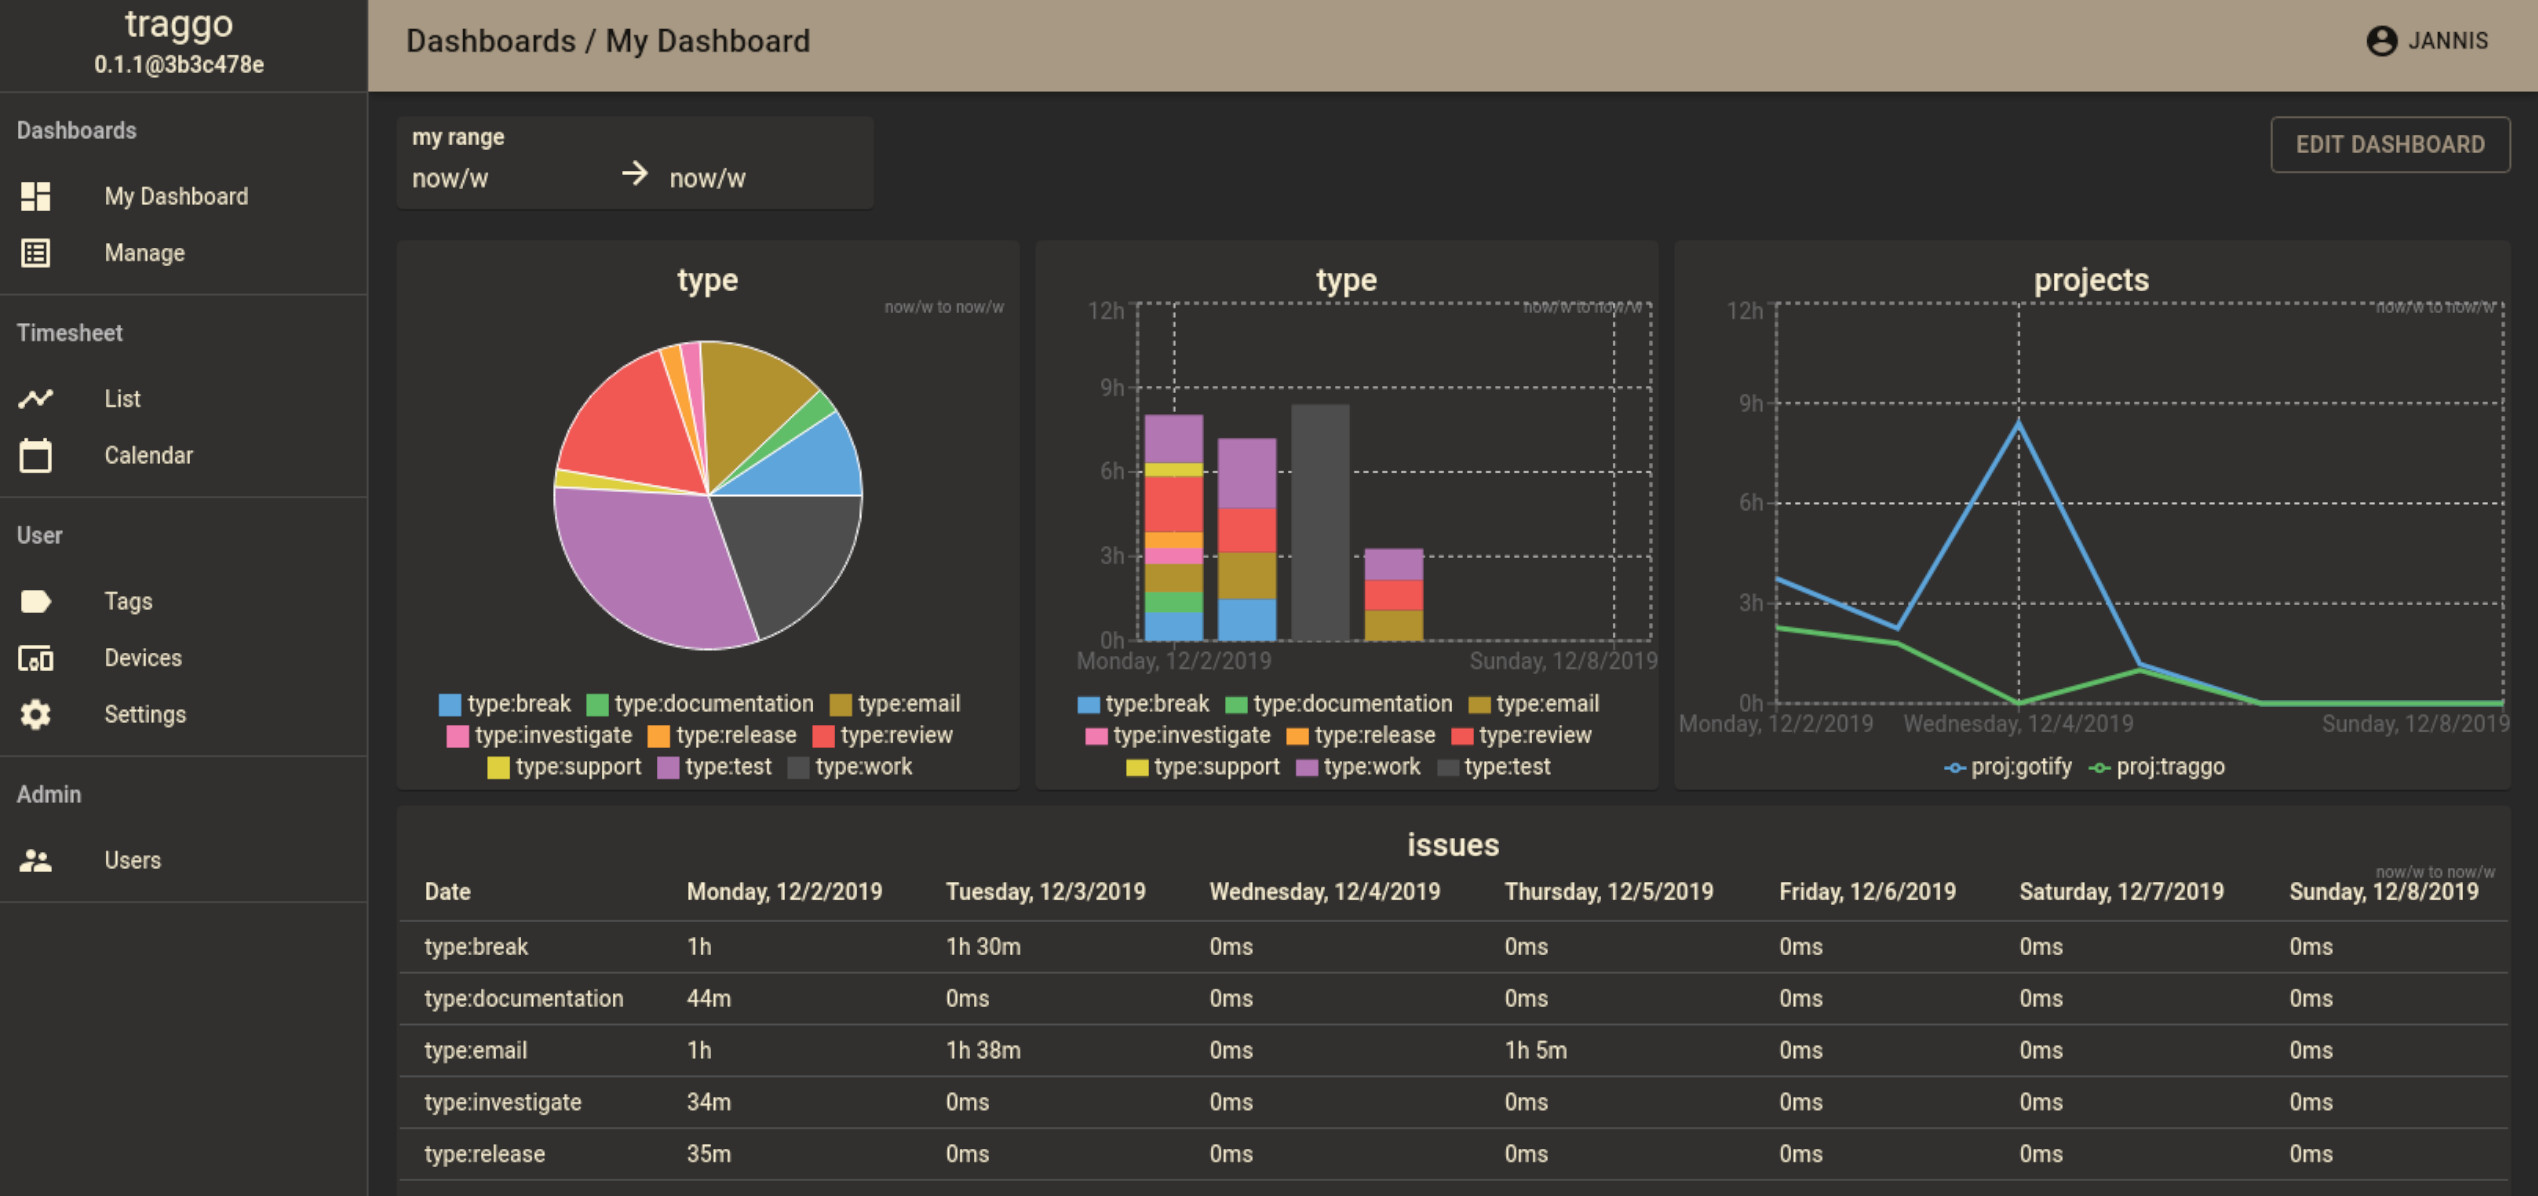 traggo
0.1.1@3b3c478e
Dashboards
My Dashboard
Manage
Timesheet
List
Calendar
User
Tags
Devices
Settings
Admin
Users
Dashboards / My Dashboard
JANNIS
my range
now/w → now/w
EDIT DASHBOARD
type
now/w to now/w
type:break type:documentation type:email
type:investigate type:release type:review
type:support type:test type:work
type
now/w to now/w
12h
9h
6h
3h
0h
Monday, 12/2/2019 Sunday, 12/8/2019
type:break type:documentation type:email
type:investigate type:release type:review
type:support type:work type:test
projects
now/w to now/w
12h
9h
6h
3h
0h
Monday, 12/2/2019 Wednesday, 12/4/2019 Sunday, 12/8/2019
proj:gotify proj:traggo
issues
now/w to now/w
Date Monday, 12/2/2019 Tuesday, 12/3/2019 Wednesday, 12/4/2019 Thursday, 12/5/2019 Friday, 12/6/2019 Saturday, 12/7/2019 Sunday, 12/8/2019
type:break 1h 1h 30m 0ms 0ms 0ms 0ms 0ms
type:documentation 44m 0ms 0ms 0ms 0ms 0ms 0ms
type:email 1h 1h 38m 0ms 1h 5m 0ms 0ms 0ms
type:investigate 34m 0ms 0ms 0ms 0ms 0ms 0ms
type:release 35m 0ms 0ms 0ms 0ms 0ms 0ms